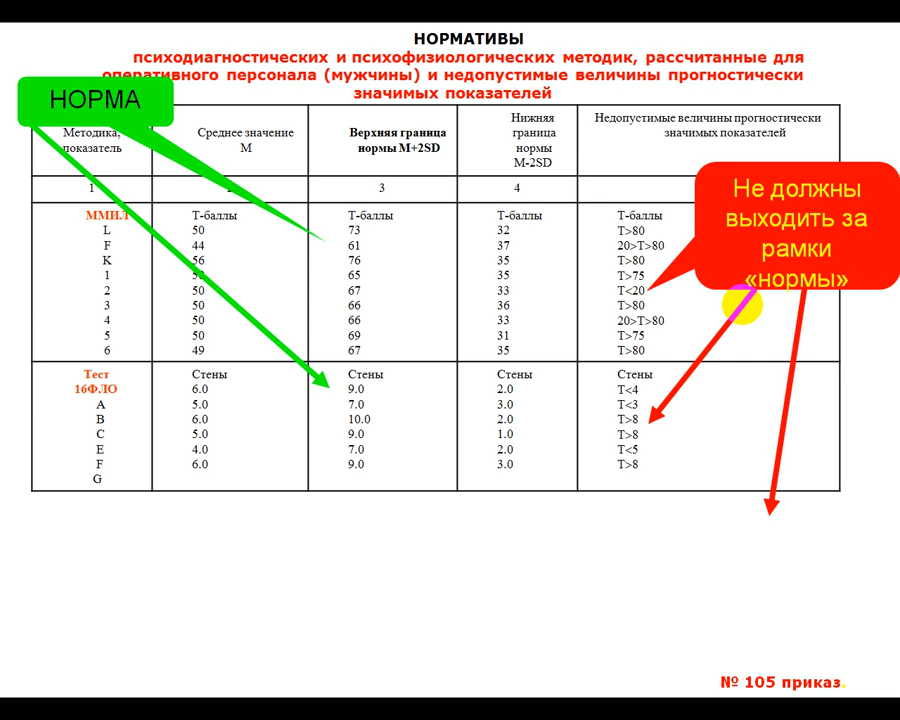 НОРМАТИВЫ
психодиагностических и психофизиологических методик, рассчитанные для
оперативного персонала (мужчины) и недопустимые величины прогностически
значимых показателей
НОРМА
Методика, показатель
Среднее значение М
Верхняя граница нормы M+2SD
Нижняя граница нормы M-2SD
Недопустимые величины прогностически значимых показателей
1 2 3 4
Не должны
выходить за
рамки
«нормы»
ММИЛ Т-баллы Т-баллы Т-баллы Т-баллы
L 50 73 32 T>80
F 44 61 37 20>T>80
K 56 76 35 T>80
1 50 65 35 T>75
2 50 67 33 T<20
3 50 66 36 T>80
4 50 66 33 20>T>80
5 50 69 31 T>75
6 49 67 35 T>80
Тест Стены Стены Стены Стены
16ФЛО 6.0 9.0 2.0 T<4
A 5.0 7.0 3.0 T<3
B 6.0 10.0 2.0 T>8
C 5.0 9.0 1.0 T>8
E 4.0 7.0 2.0 T<5
F 6.0 9.0 3.0 T>8
G
№ 105 приказ.